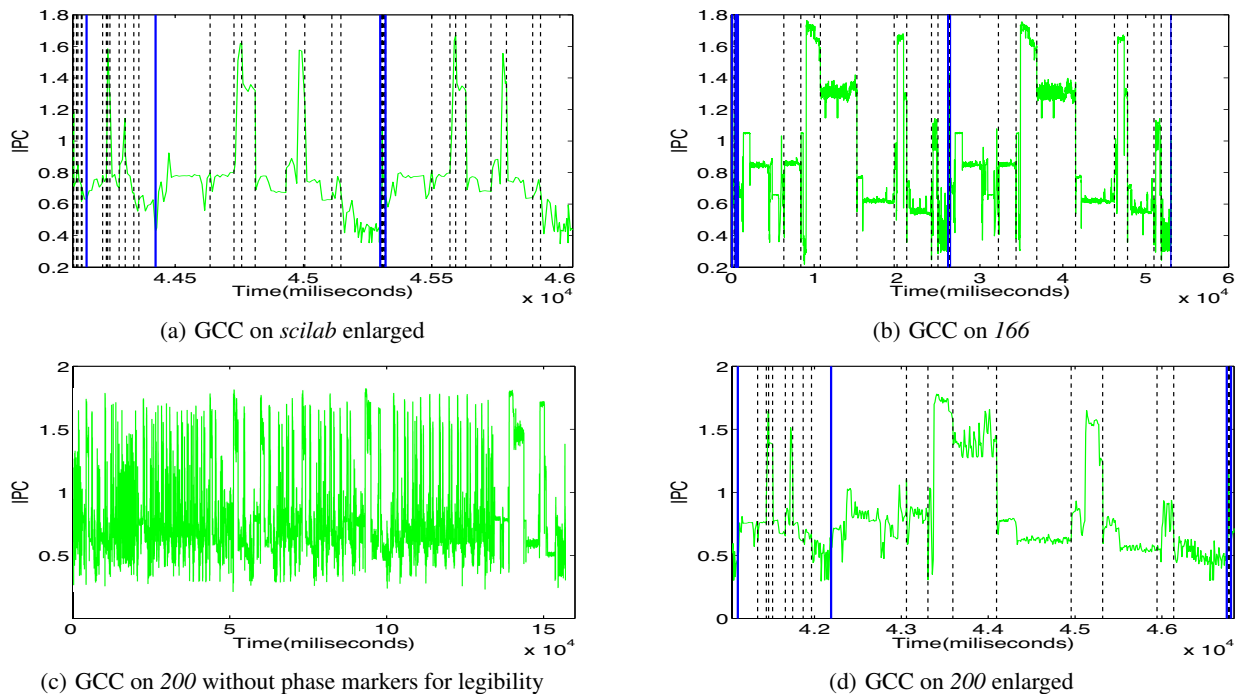 1.8
1.6
1.4
1.2
1
0.8
0.6
0.4
0.2
IPC
4.45 4.5 4.55 4.6
Time(miliseconds)
x 10^4
(a) GCC on scilab enlarged
1.8
1.6
1.4
1.2
1
0.8
0.6
0.4
0.2
IPC
0 1 2 3 4 5 6
Time(miliseconds)
x 10^4
(b) GCC on 166
2
1.5
1
0.5
0
IPC
0 5 10 15
Time(miliseconds)
x 10^4
(c) GCC on 200 without phase markers for legibility
2
1.5
1
0.5
0
IPC
4.2 4.3 4.4 4.5 4.6
Time(miliseconds)
x 10^4
(d) GCC on 200 enlarged